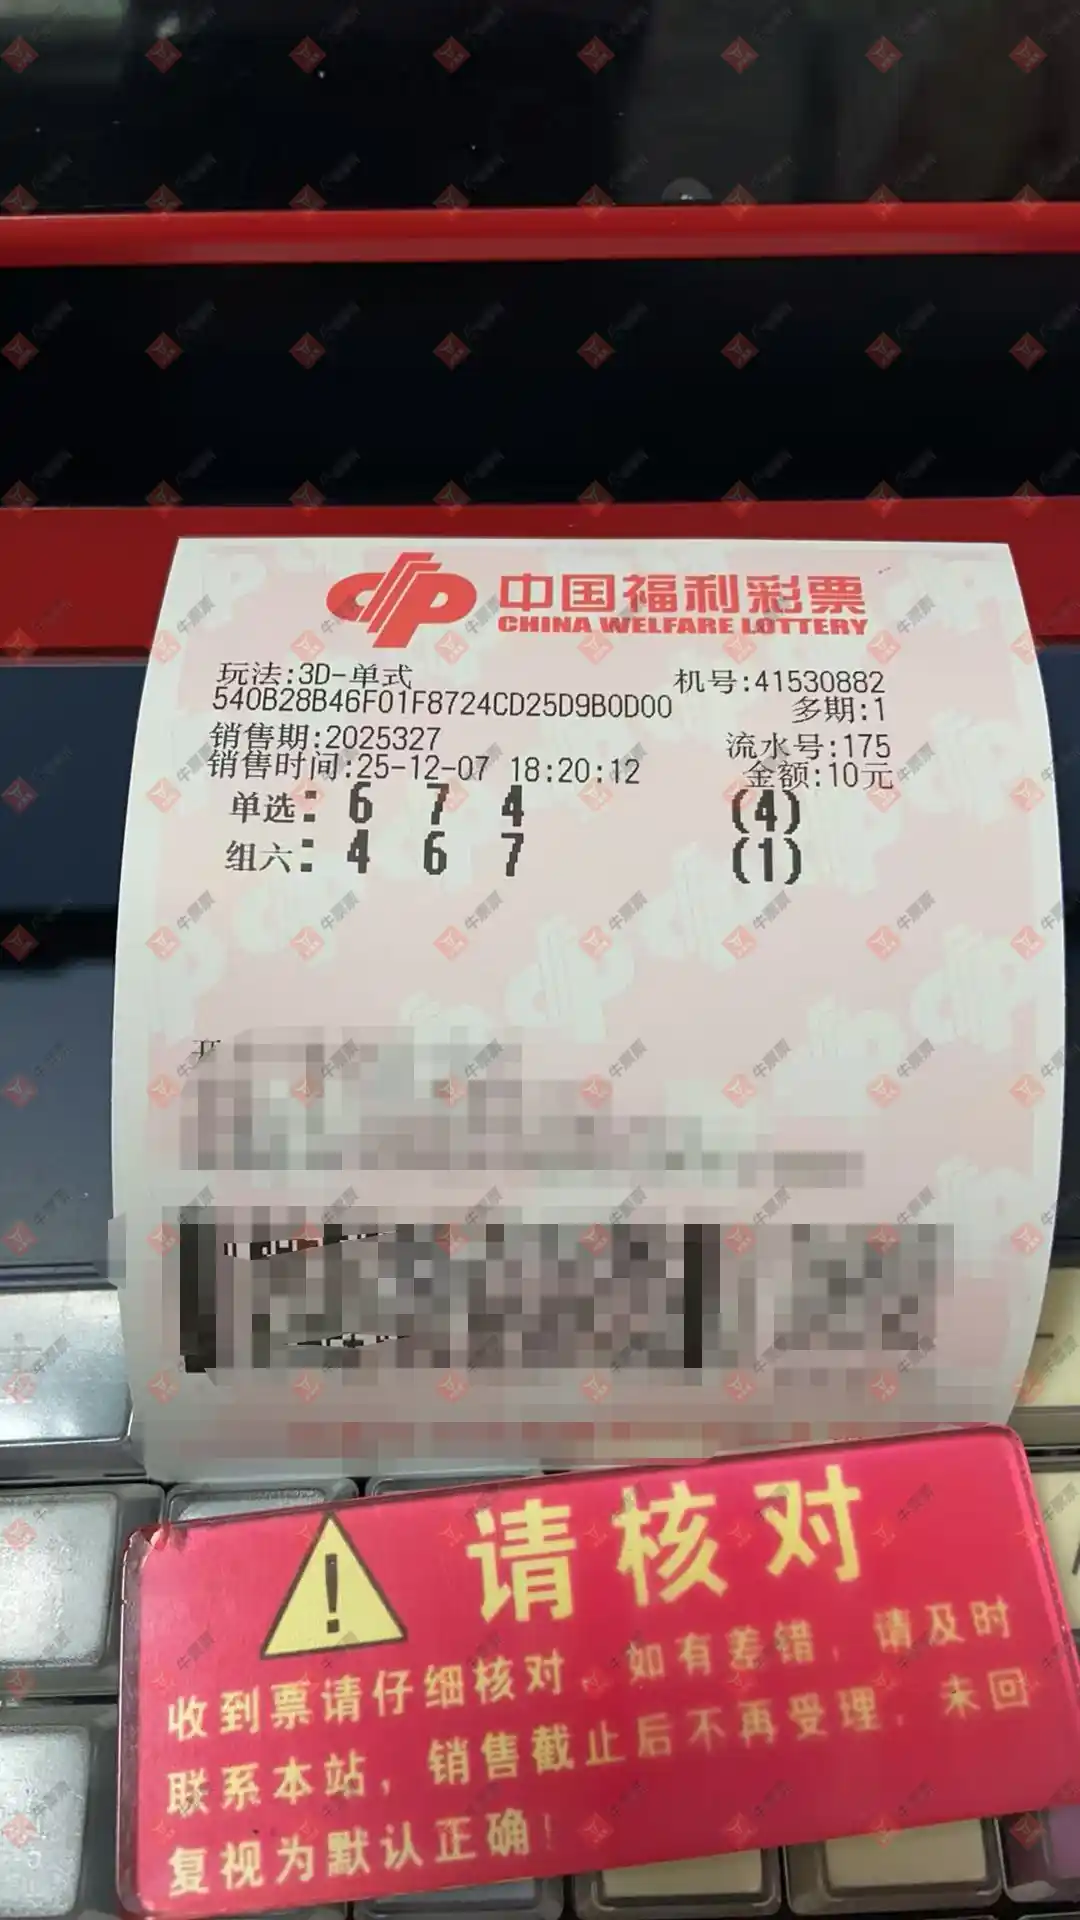 中国福利彩票
CHINA WELFARE LOTTERY
玩法:3D-单式 机号:41530882
540B28B46F01F8724CD25D9B0D00 多期:1
销售期:2025327 流水号:175
销售时间:25-12-07 18:20:12 金额:10元
单选: 6 7 4 (4)
组六: 4 6 7 (1)
开
请核对
收到票请仔细核对，如有差错，请及时
联系本站，销售截止后不再受理，未回
复视为默认正确！
牛票票